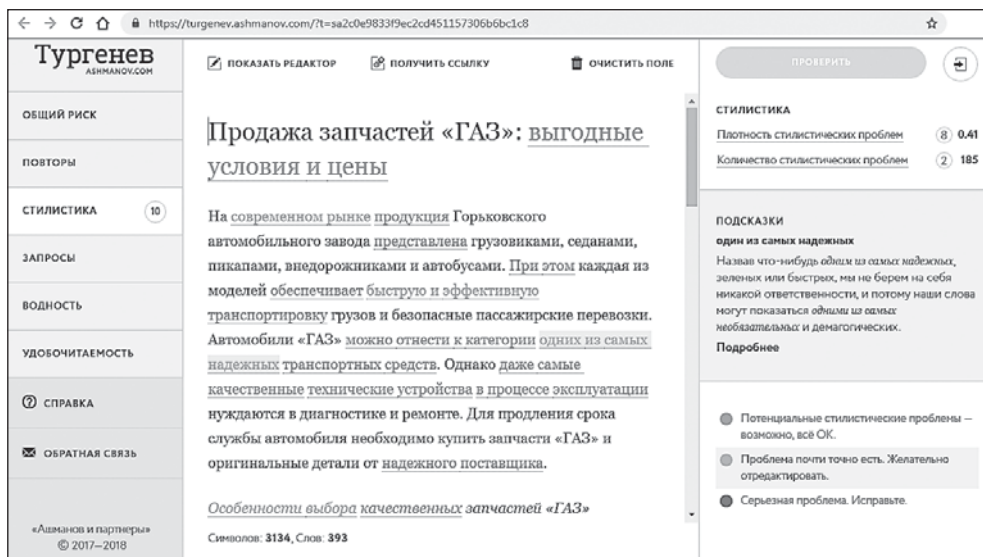 https://turgenev.ashmanov.com/?t=sa2c0e9833f9ec2cd451157306b6bc1c8
Тургенев
ASHMANOV.COM
ОБЩИЙ РИСК
ПОВТОРЫ
СТИЛИСТИКА 10
ЗАПРОСЫ
ВОДНОСТЬ
УДОБОЧИТАЕМОСТЬ
СПРАВКА
ОБРАТНАЯ СВЯЗЬ
«Ашманов и партнеры»
© 2017–2018
ПОКАЗАТЬ РЕДАКТОР ПОЛУЧИТЬ ССЫЛКУ ОЧИСТИТЬ ПОЛЕ
Продажа запчастей «ГАЗ»: выгодные
условия и цены
На современном рынке продукция Горьковского
автомобильного завода представлена грузовиками, седанами,
пикапами, внедорожниками и автобусами. При этом каждая из
моделей обеспечивает быструю и эффективную
транспортировку грузов и безопасные пассажирские перевозки.
Автомобили «ГАЗ» можно отнести к категории одних из самых
надежных транспортных средств. Однако даже самые
качественные технические устройства в процессе эксплуатации
нуждаются в диагностике и ремонте. Для продления срока
службы автомобиля необходимо купить запчасти «ГАЗ» и
оригинальные детали от надежного поставщика.
Особенности выбора качественных запчастей «ГАЗ»
Символов: 3134, Слов: 393
ПРОВЕРИТЬ
СТИЛИСТИКА
Плотность стилистических проблем 8 0.41
Количество стилистических проблем 2 185
ПОДСКАЗКИ
один из самых надежных
Назвав что-нибудь одним из самых надежных,
зеленых или быстрых, мы не берем на себя
никакой ответственности, и потому наши слова
могут показаться одними из самых
необязательных и демагогических.
Подробнее
Потенциальные стилистические проблемы –
возможно, всё ОК.
Проблема почти точно есть. Желательно
отредактировать.
Серьезная проблема. Исправьте.